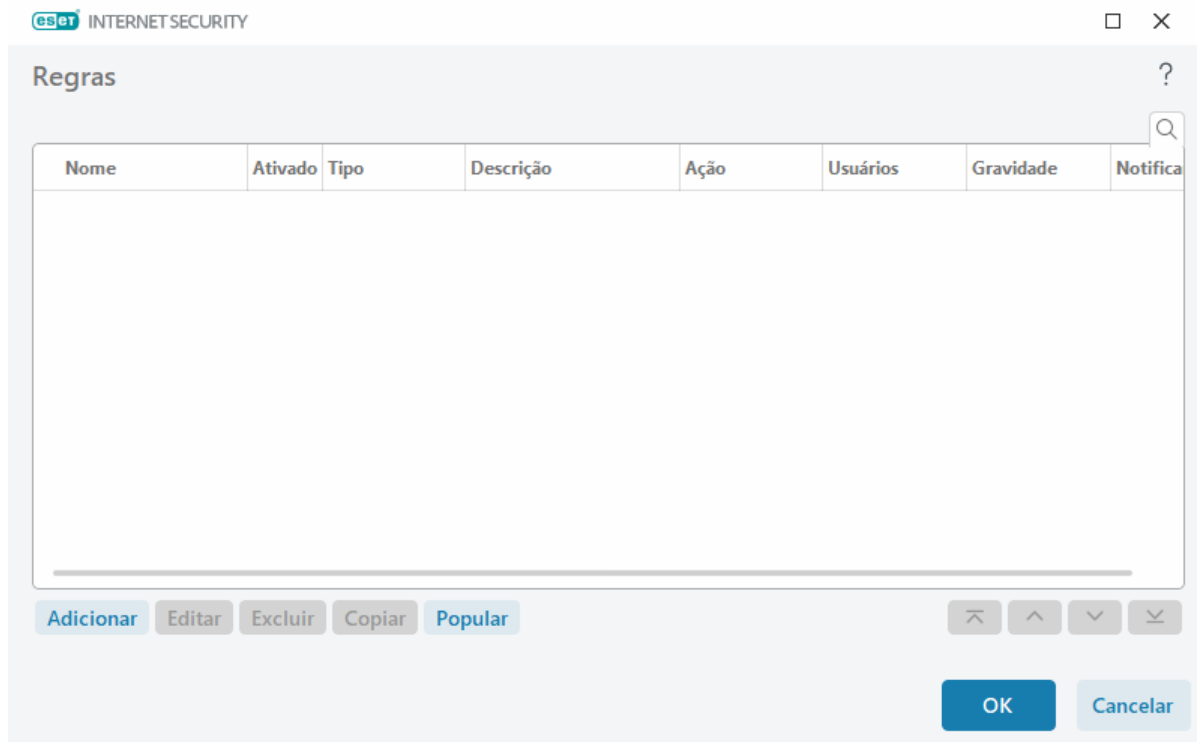 eset INTERNET SECURITY
Regras
?
Nome Ativado Tipo Descrição Ação Usuários Gravidade Notifica
Adicionar Editar Excluir Copiar Popular
OK Cancelar